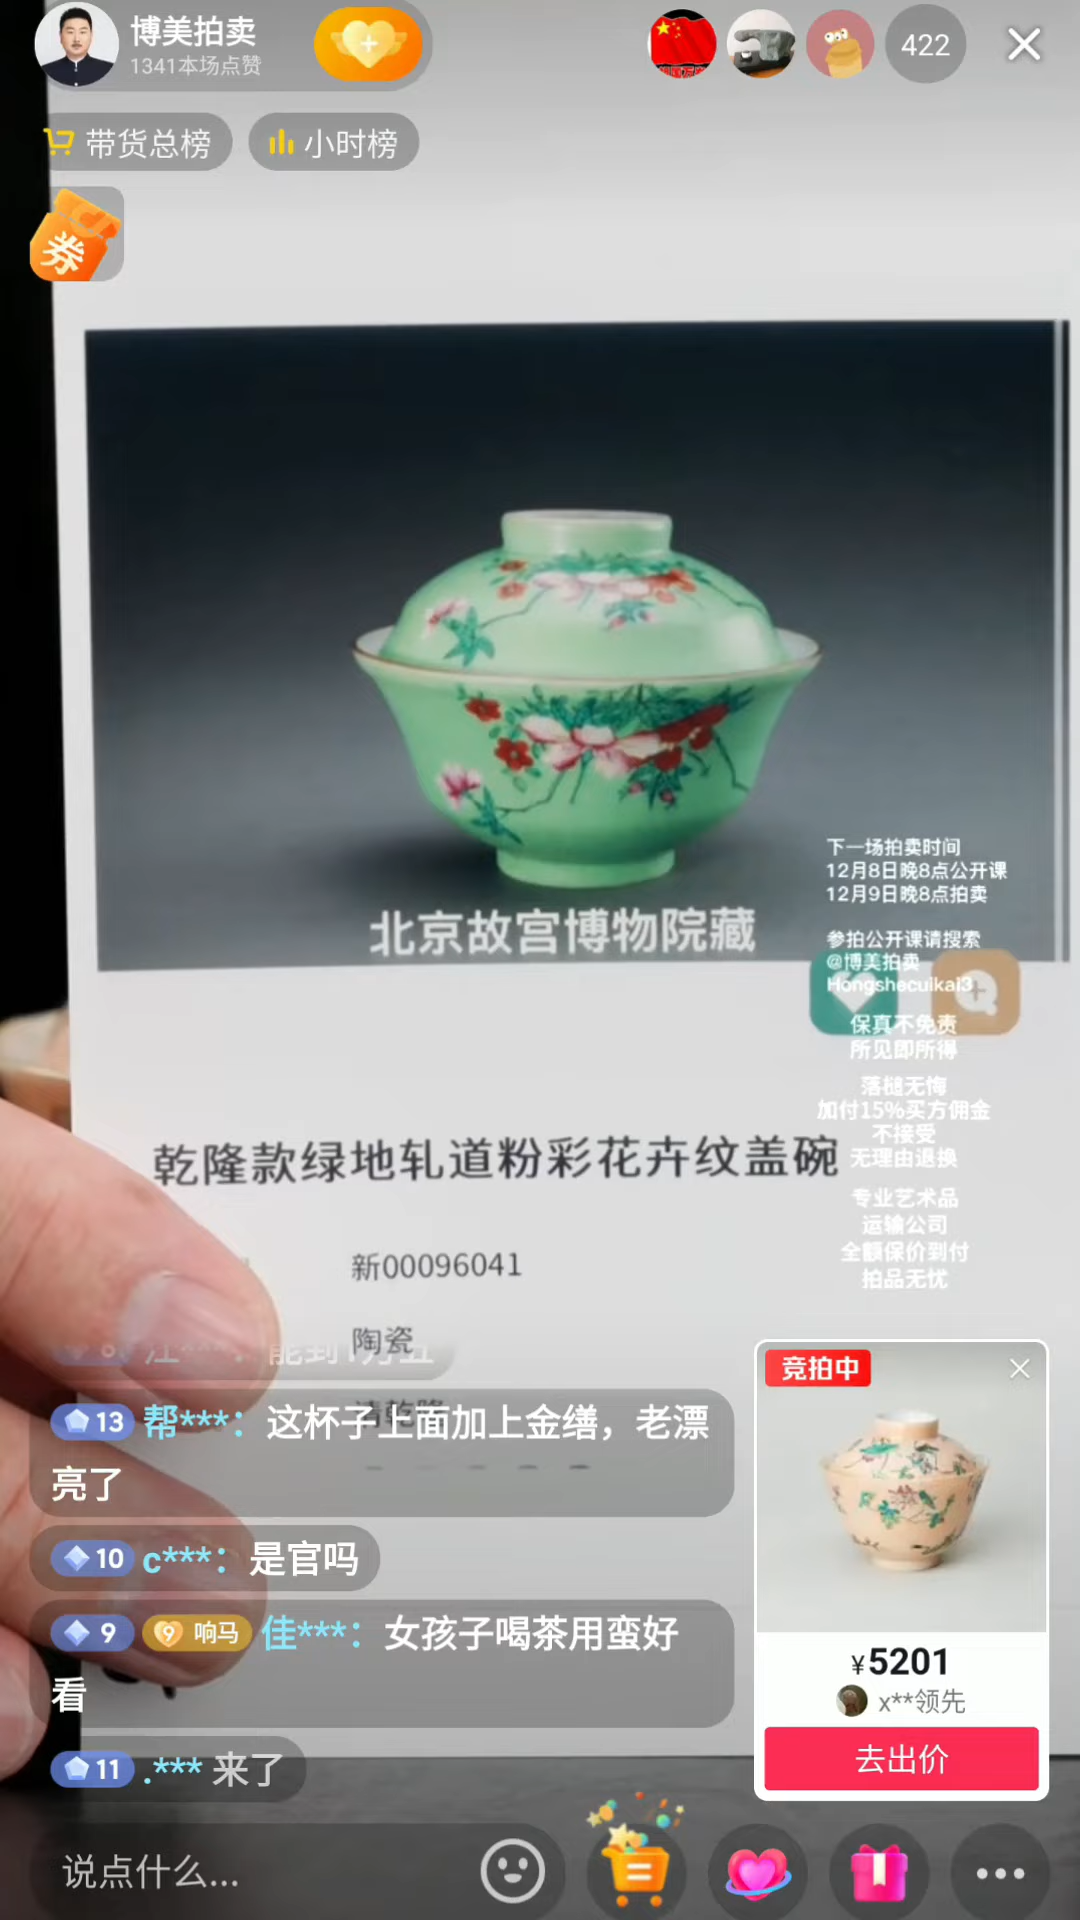 博美拍卖
1341本场点赞
422
带货总榜
小时榜
券
北京故宫博物院藏
下一场拍卖时间
12月8日晚8点公开课
12月9日晚8点拍卖
参拍公开课请搜索
@博美拍卖
Hongshecuikai3
保真不免责
所见即所得
落槌无悔
加付15%买方佣金
不接受
无理由退换
专业艺术品
运输公司
全额保价到付
拍品无忧
乾隆款绿地轧道粉彩花卉纹盖碗
新00096041
陶瓷
13 帮***：这杯子上面加上金缮，老漂
亮了
10 c***：是官吗
9 9 响马 佳***：女孩子喝茶用蛮好
看
11 .*** 来了
竞拍中
¥5201
x**领先
去出价
说点什么...